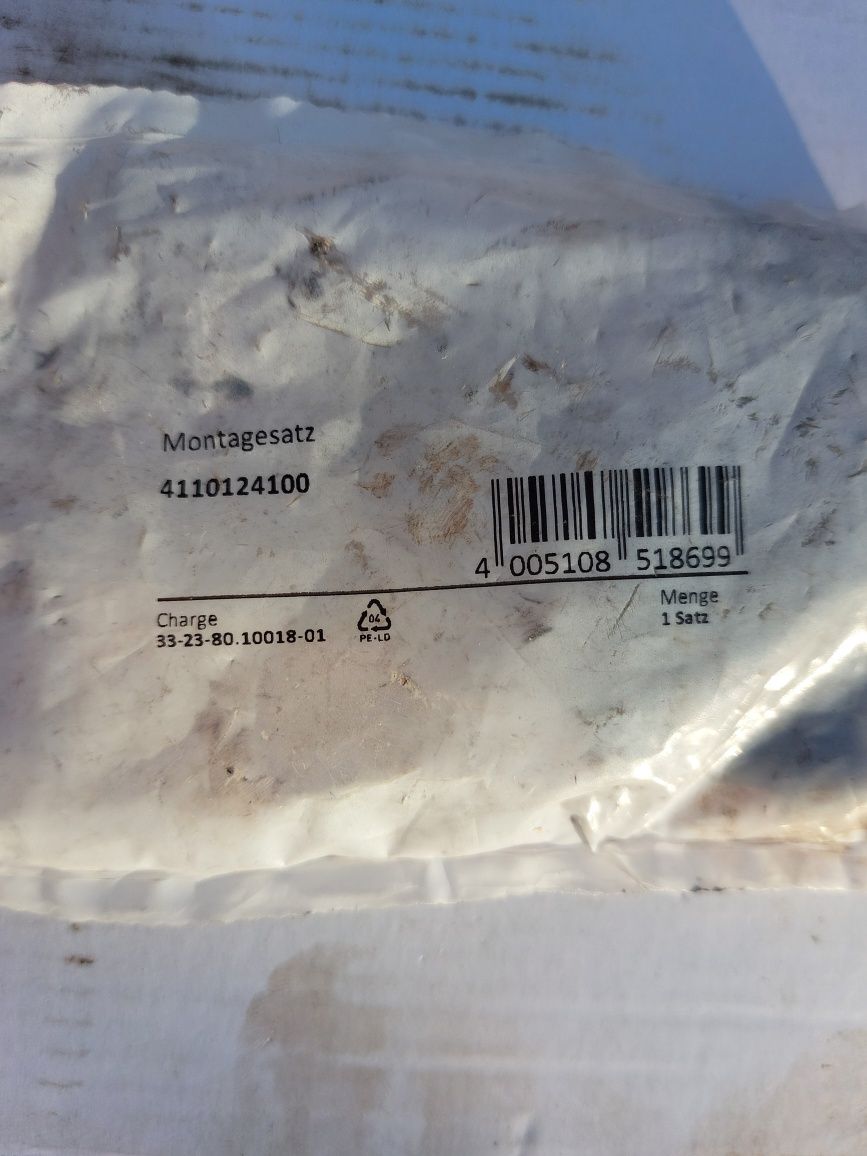 Montagesatz
4110124100
4 005108 518699
Charge
33-23-80.10018-01
04
PE-LD
Menge
1 Satz